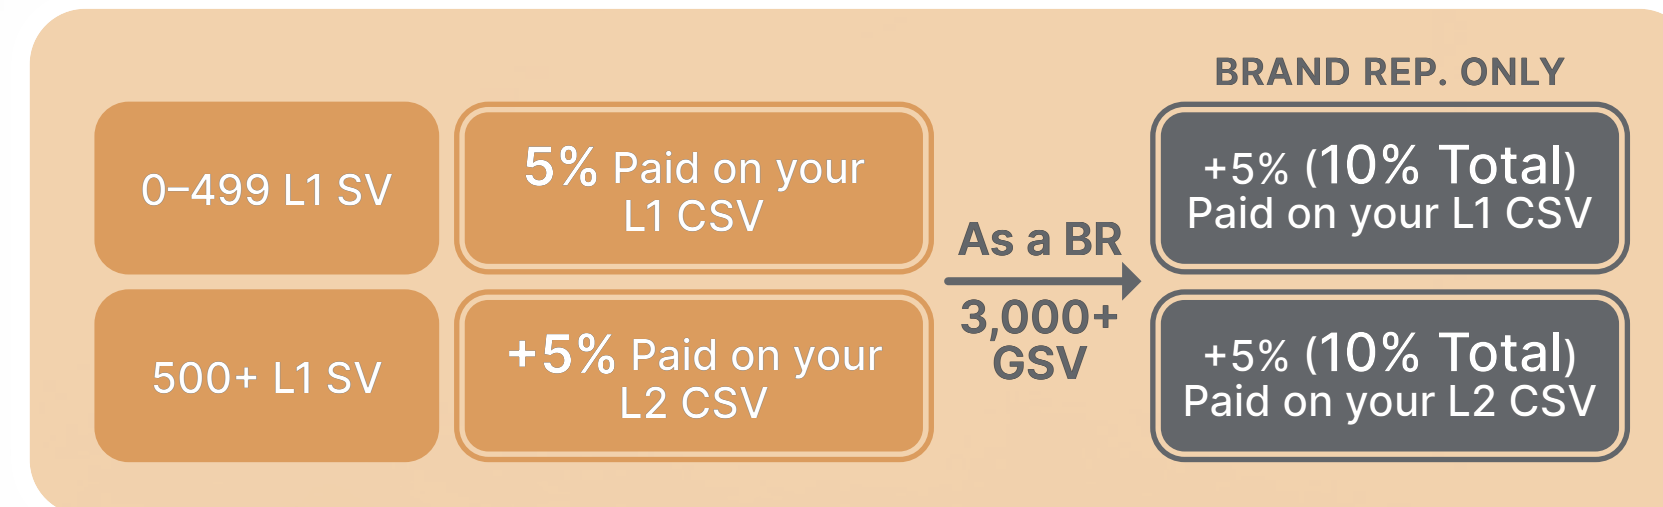 BRAND REP. ONLY
0–499 L1 SV
5% Paid on your
L1 CSV
As a BR
3,000+
GSV
+5% (10% Total)
Paid on your L1 CSV
500+ L1 SV
+5% Paid on your
L2 CSV
+5% (10% Total)
Paid on your L2 CSV